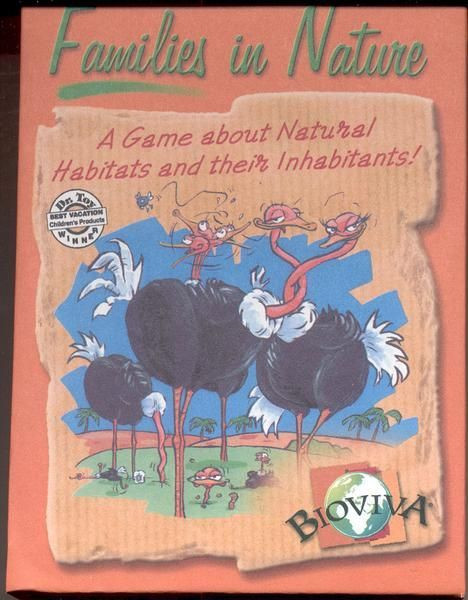 Families in Nature
A Game about Natural
Habitats and their Inhabitants!
Dr. Toy
BEST VACATION
Children's Products
WINNER
BIOVIVA